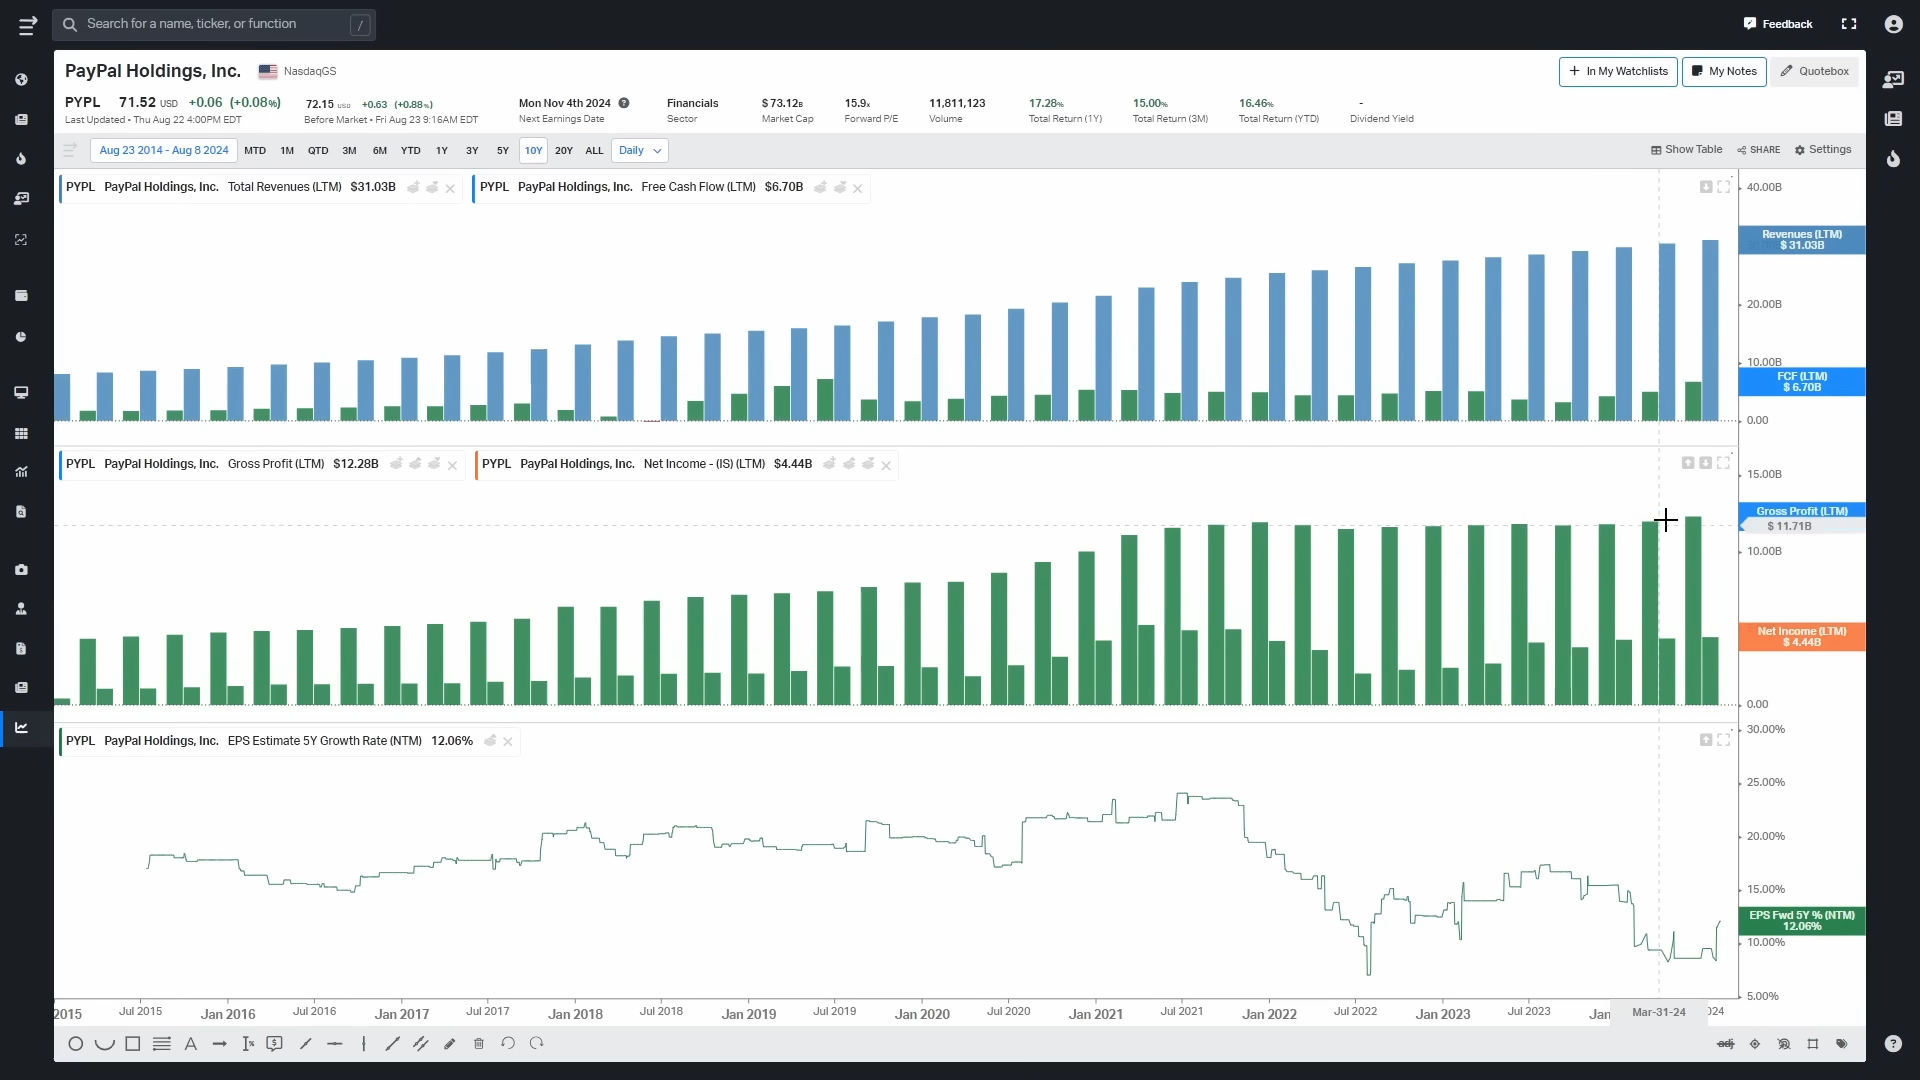 Search for a name, ticker, or function /
Feedback
PayPal Holdings, Inc. NasdaqGS
In My Watchlists My Notes Quotebox
PYPL 71.52 USD +0.06 (+0.08%)
Last Updated • Thu Aug 22 4:00PM EDT
72.15 USD +0.63 (+0.88%)
Before Market • Fri Aug 23 9:16AM EDT
Mon Nov 4th 2024 ?
Next Earnings Date
Financials
Sector
$73.12B
Market Cap
15.9x
Forward P/E
11,811,123
Volume
17.28%
Total Return (1Y)
15.00%
Total Return (3M)
16.46%
Total Return (YTD)
-
Dividend Yield
Aug 23 2014 - Aug 8 2024 MTD 1M QTD 3M 6M YTD 1Y 3Y 5Y 10Y 20Y ALL Daily
Show Table SHARE Settings
PYPL PayPal Holdings, Inc. Total Revenues (LTM) $31.03B
PYPL PayPal Holdings, Inc. Free Cash Flow (LTM) $6.70B
40.00B
Revenues (LTM)
$ 31.03B
20.00B
10.00B
FCF (LTM)
$ 6.70B
0.00
PYPL PayPal Holdings, Inc. Gross Profit (LTM) $12.28B
PYPL PayPal Holdings, Inc. Net Income - (IS) (LTM) $4.44B
15.00B
Gross Profit (LTM)
$ 11.71B
10.00B
Net Income (LTM)
$ 4.44B
0.00
PYPL PayPal Holdings, Inc. EPS Estimate 5Y Growth Rate (NTM) 12.06%
30.00%
25.00%
20.00%
15.00%
EPS Fwd 5Y % (NTM)
12.06%
10.00%
5.00%
2015 Jul 2015 Jan 2016 Jul 2016 Jan 2017 Jul 2017 Jan 2018 Jul 2018 Jan 2019 Jul 2019 Jan 2020 Jul 2020 Jan 2021 Jul 2021 Jan 2022 Jul 2022 Jan 2023 Jul 2023 Jan Mar-31-24 024
A % $ adj ?